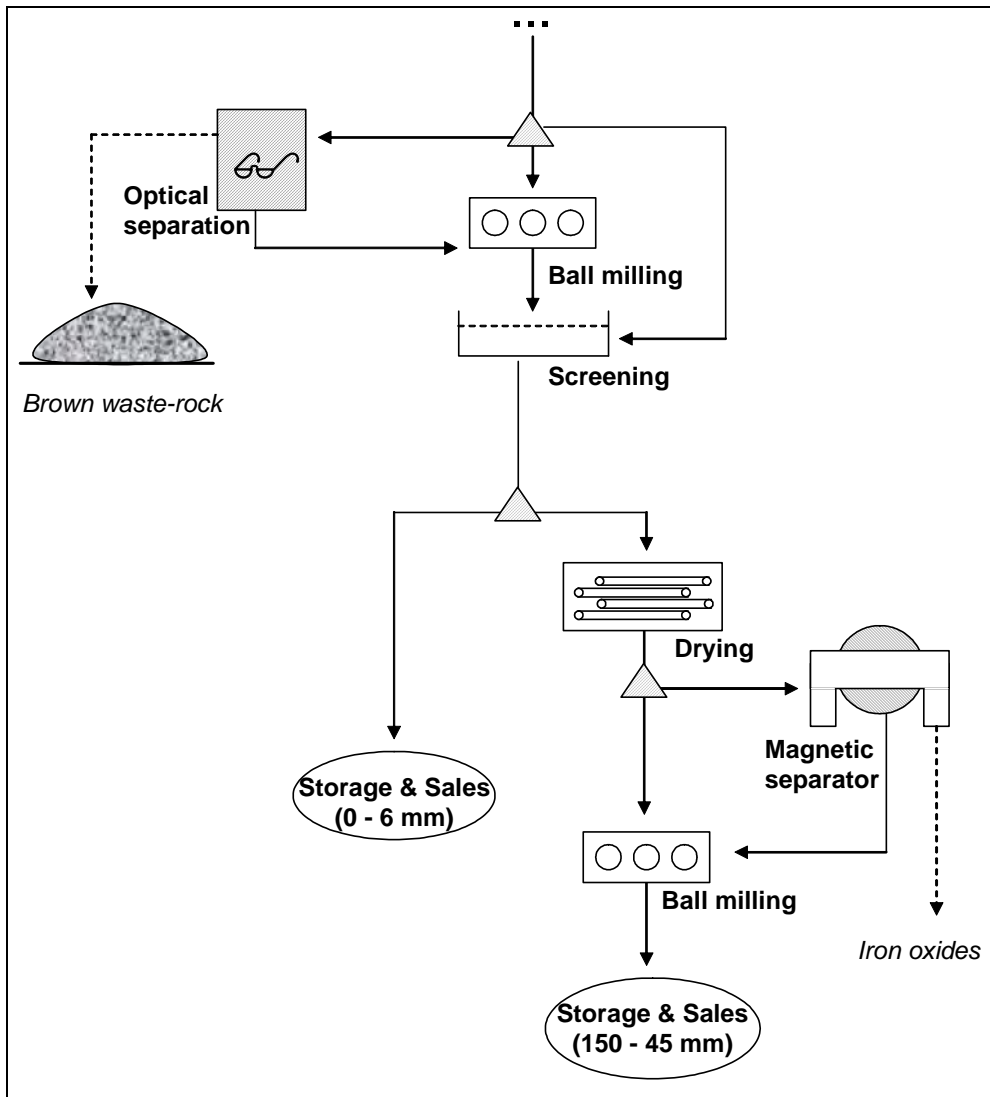 ...
Optical
separation
Ball milling
Screening
Brown waste-rock
Drying
Magnetic
separator
Storage & Sales
(0 - 6 mm)
Ball milling
Iron oxides
Storage & Sales
(150 - 45 mm)